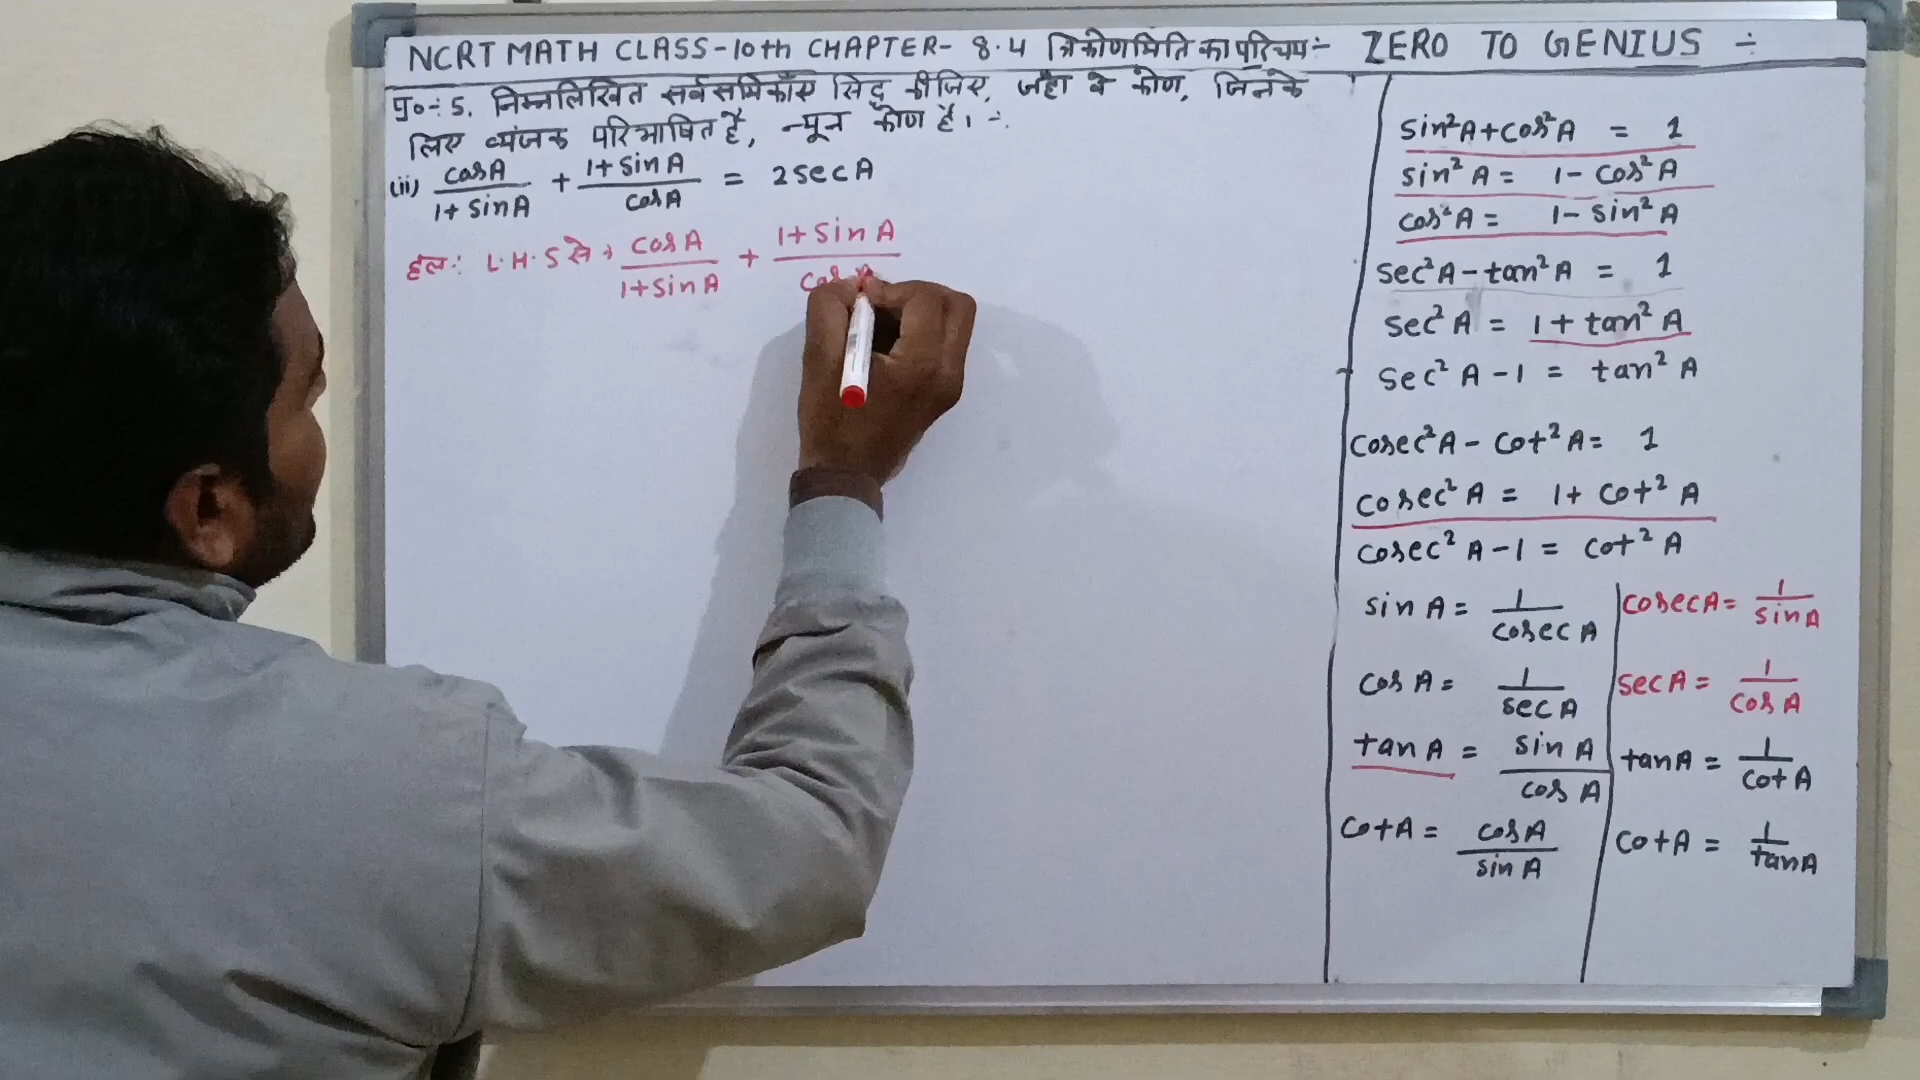 NCRT MATH CLASS-10th CHAPTER- 8.4 त्रिकोणमिति का परिचय÷ ZERO TO GENIUS ÷
प्र०-: 5. निम्नलिखित सर्वसमिकाएँ सिद्ध कीजिए, जहाँ वे कोण, जिनके
लिए व्यंजक परिभाषित है, न्यून कोण है। -:
(ii) cosA/1+sinA + 1+sinA/cosA = 2secA
हल: L.H.S से → cosA/1+sinA + 1+sinA/cosA
sin²A+cos²A = 1
sin²A = 1-cos²A
cos²A = 1-sin²A
sec²A-tan²A = 1
sec²A = 1+tan²A
sec²A-1 = tan²A
cosec²A-cot²A= 1
cosec²A = 1+cot²A
cosec²A-1 = cot²A
sinA = 1/cosecA
cosecA = 1/sinA
cosA = 1/secA
secA = 1/cosA
tanA = sinA/cosA
tanA = 1/cotA
cotA = cosA/sinA
cotA = 1/tanA